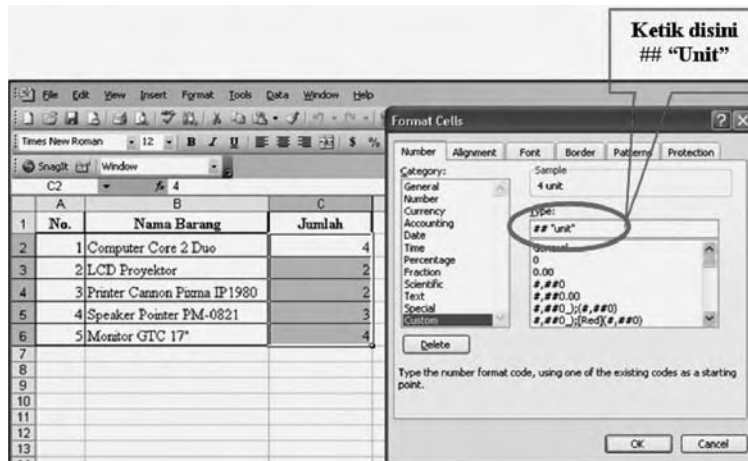 Ketik disini
## “Unit”
File Edit View Insert Format Tools Data Window Help
Times New Roman 12 B I U $ %
SnagIt Window
C2 fx 4
A B C
1 No. Nama Barang Jumlah
2 1 Computer Core 2 Duo 4
3 2 LCD Proyektor 2
4 3 Printer Cannon Pixma IP1980 2
5 4 Speaker Pointer PM-0821 3
6 5 Monitor GTC 17" 4
7
8
9
10
11
12
13
Format Cells
Number Alignment Font Border Patterns Protection
Category:
General
Number
Currency
Accounting
Date
Time
Percentage
Fraction
Scientific
Text
Special
Custom
Sample
4 unit
Type:
## "unit"
General
0
0.00
#,##0
#,##0.00
#,##0_);(#,##0)
#,##0_);[Red](#,##0)
Delete
Type the number format code, using one of the existing codes as a starting
point.
OK Cancel